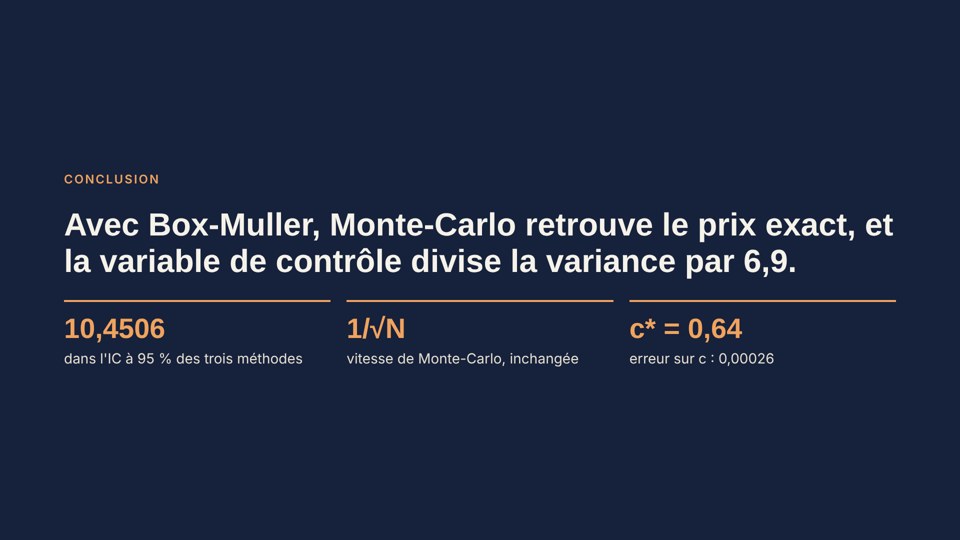 CONCLUSION
Avec Box-Muller, Monte-Carlo retrouve le prix exact, et
la variable de contrôle divise la variance par 6,9.
10,4506
dans l'IC à 95 % des trois méthodes
1/√N
vitesse de Monte-Carlo, inchangée
c* = 0,64
erreur sur c : 0,00026